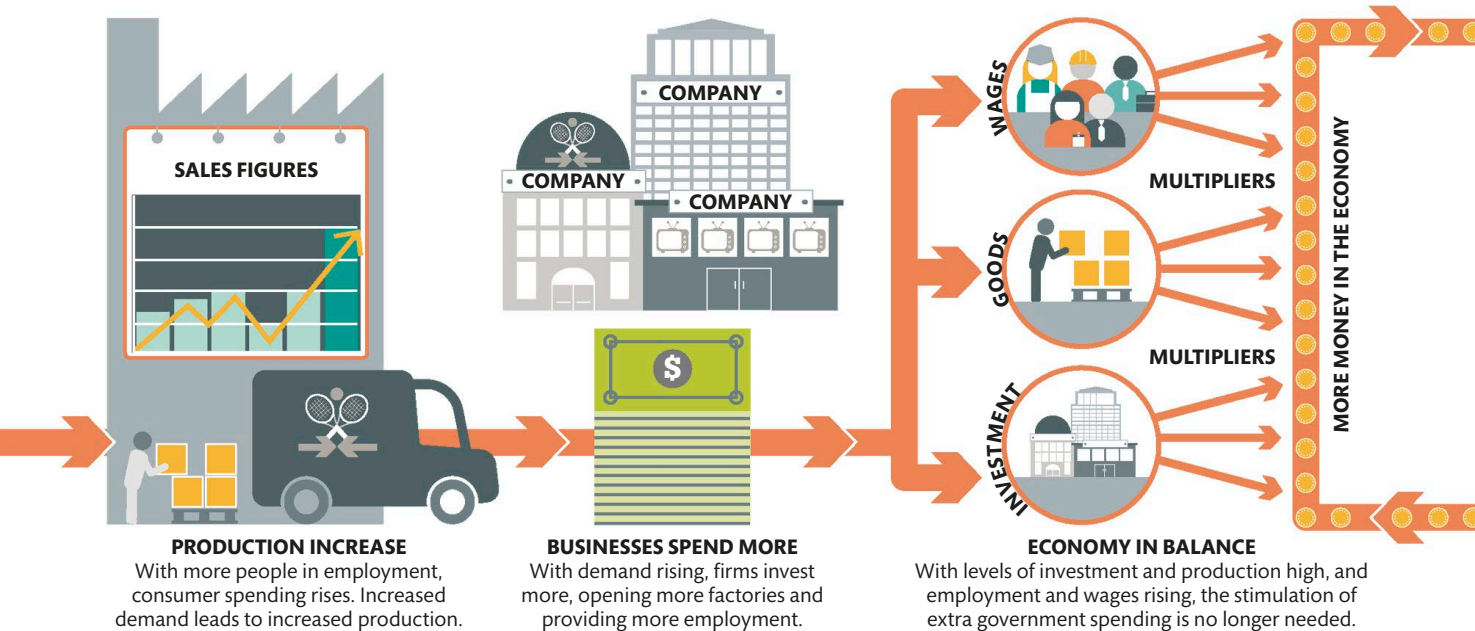 SALES FIGURES
COMPANY
COMPANY
COMPANY
$
WAGES
MULTIPLIERS
GOODS
MULTIPLIERS
INVESTMENT
MORE MONEY IN THE ECONOMY
PRODUCTION INCREASE
With more people in employment,
consumer spending rises. Increased
demand leads to increased production.
BUSINESSES SPEND MORE
With demand rising, firms invest
more, opening more factories and
providing more employment.
ECONOMY IN BALANCE
With levels of investment and production high, and
employment and wages rising, the stimulation of
extra government spending is no longer needed.